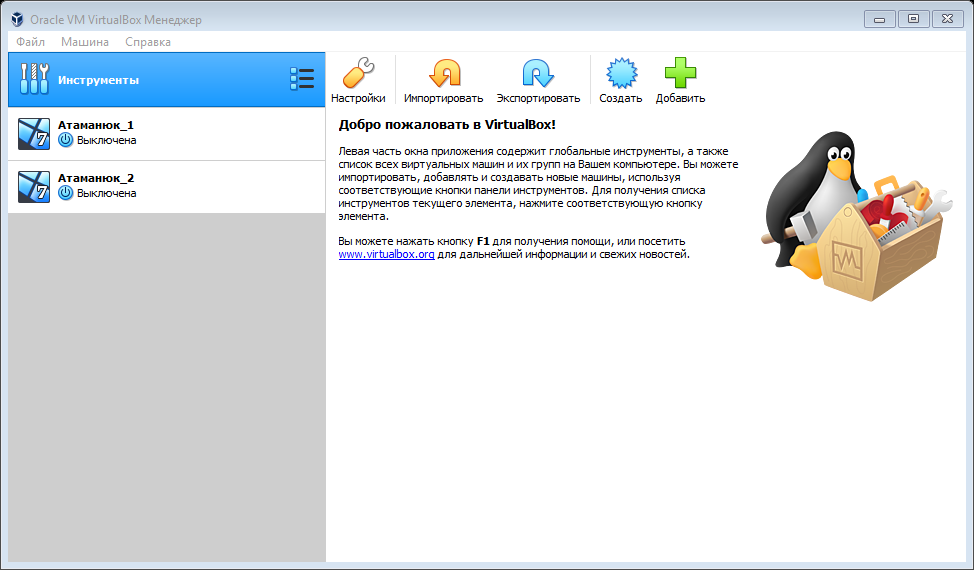 Oracle VM VirtualBox Менеджер
Файл Машина Справка
Инструменты
Настройки Импортировать Экспортировать Создать Добавить
Атаманюк_1
7 Выключена
Атаманюк_2
7 Выключена
Добро пожаловать в VirtualBox!
Левая часть окна приложения содержит глобальные инструменты, а также
список всех виртуальных машин и их групп на Вашем компьютере. Вы можете
импортировать, добавлять и создавать новые машины, используя
соответствующие кнопки панели инструментов. Для получения списка
инструментов текущего элемента, нажмите соответствующую кнопку
элемента.
Вы можете нажать кнопку F1 для получения помощи, или посетить
www.virtualbox.org для дальнейшей информации и свежих новостей.